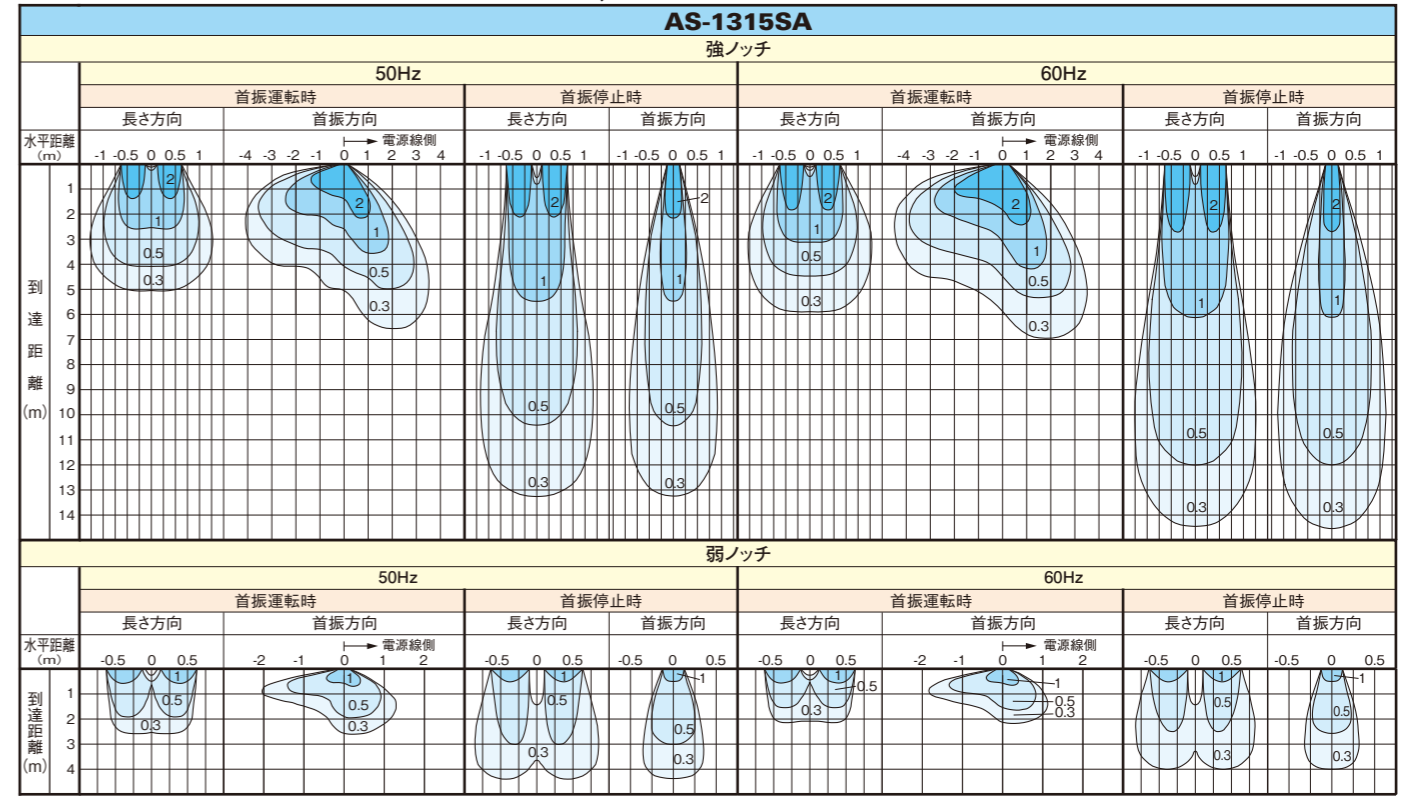 AS-1315SA
強ノッチ
50Hz 60Hz
首振運転時 首振停止時 首振運転時 首振停止時
長さ方向 首振方向 長さ方向 首振方向 長さ方向 首振方向 長さ方向 首振方向
水平距離 (m) 電源線側 電源線側
-1 -0.5 0 0.5 1 -4 -3 -2 -1 0 1 2 3 4 -1 -0.5 0 0.5 1 -1 -0.5 0 0.5 1 -1 -0.5 0 0.5 1 -4 -3 -2 -1 0 1 2 3 4 -1 -0.5 0 0.5 1 -1 -0.5 0 0.5 1
到達距離 (m)
1 2 3 4 5 6 7 8 9 10 11 12 13 14
2 1 0.5 0.3
2 1 0.5 0.3
2 1 0.5 0.3
2 1 0.5 0.3
2 1 0.5 0.3
2 1 0.5 0.3
2 1 0.5 0.3
2 1 0.5 0.3
弱ノッチ
50Hz 60Hz
首振運転時 首振停止時 首振運転時 首振停止時
長さ方向 首振方向 長さ方向 首振方向 長さ方向 首振方向 長さ方向 首振方向
水平距離 (m) 電源線側 電源線側
-0.5 0 0.5 -2 -1 0 1 2 -0.5 0 0.5 -0.5 0 0.5 -0.5 0 0.5 -2 -1 0 1 2 -0.5 0 0.5 -0.5 0 0.5
到達距離 (m)
1 2 3 4
1 0.5 0.3
1 0.5 0.3
1 0.5 0.3
1 0.5 0.3
1 0.5 0.3
1 0.5 0.3
1 0.5 0.3
1 0.5 0.3